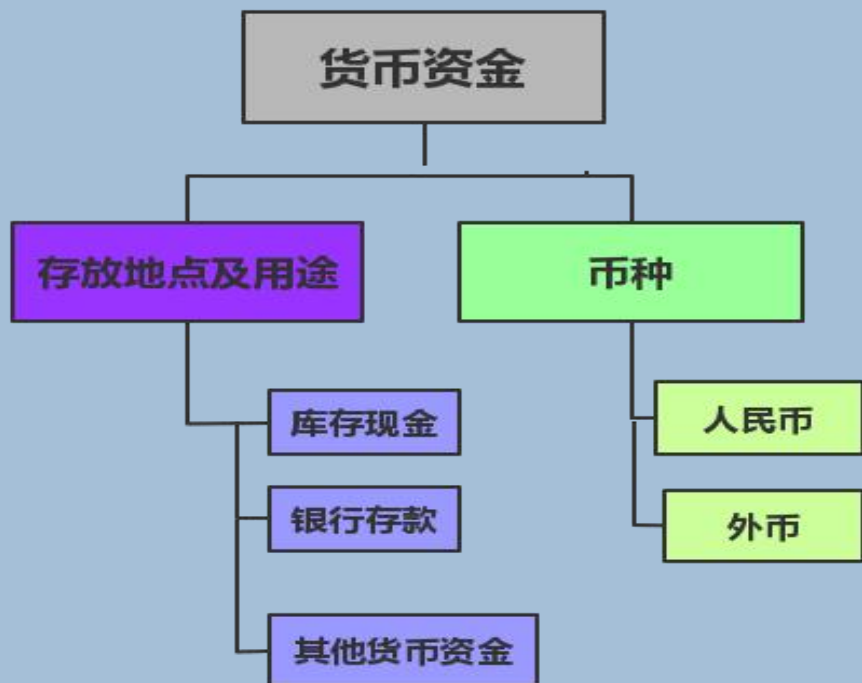 货币资金
存放地点及用途
币种
库存现金
银行存款
其他货币资金
人民币
外币